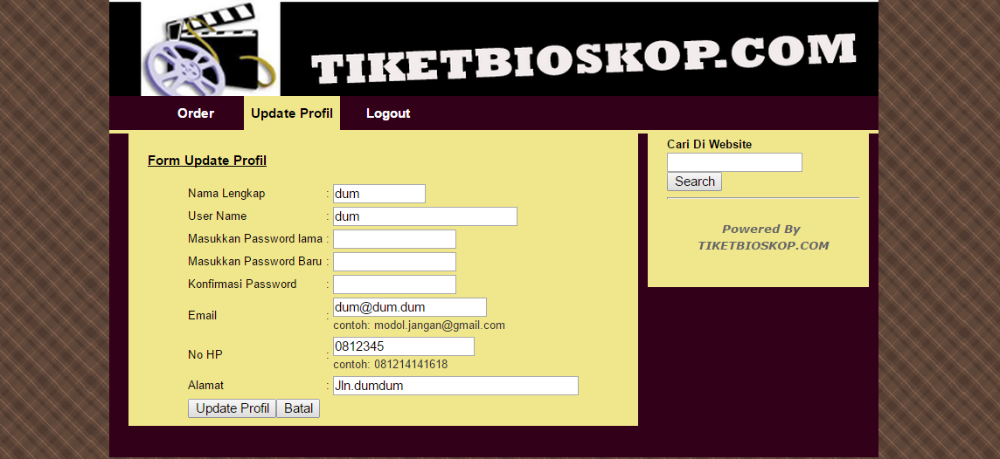 TIKETBIOSKOP.COM
Order Update Profil Logout
Form Update Profil
Nama Lengkap : dum
User Name : dum
Masukkan Password lama :
Masukkan Password Baru :
Konfirmasi Password :
Email : dum@dum.dum
contoh: modol.jangan@gmail.com
No HP : 0812345
contoh: 081214141618
Alamat : Jln.dumdum
Update Profil Batal
Cari Di Website
Search
Powered By
TIKETBIOSKOP.COM